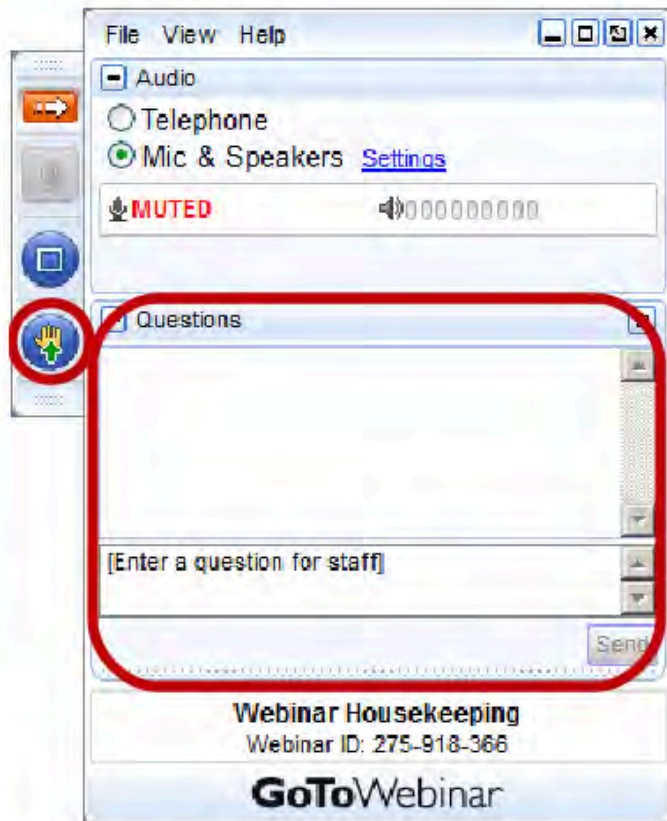 File View Help
Audio
Telephone
Mic & Speakers Settings
MUTED 000000000
Questions
[Enter a question for staff]
Send
Webinar Housekeeping
Webinar ID: 275-918-366
GoToWebinar